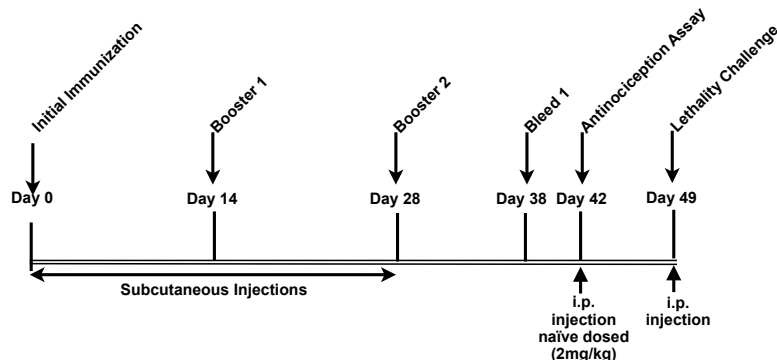 Initial Immunization
Booster 1
Booster 2
Bleed 1
Antinociception Assay
Lethality Challenge
Day 0
Day 14
Day 28
Day 38
Day 42
Day 49
Subcutaneous Injections
i.p.
injection
naïve dosed
(2mg/kg)
i.p.
injection